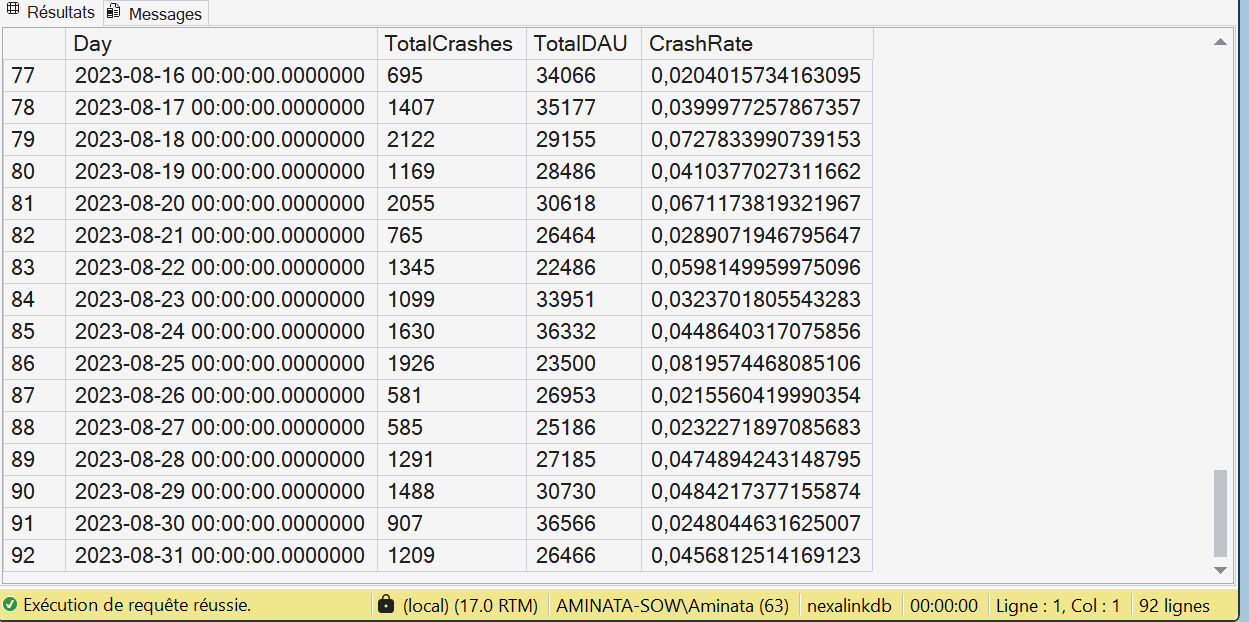 Résultats Messages
Day TotalCrashes TotalDAU CrashRate
77 2023-08-16 00:00:00.0000000 695 34066 0,0204015734163095
78 2023-08-17 00:00:00.0000000 1407 35177 0,0399977257867357
79 2023-08-18 00:00:00.0000000 2122 29155 0,0727833990739153
80 2023-08-19 00:00:00.0000000 1169 28486 0,0410377027311662
81 2023-08-20 00:00:00.0000000 2055 30618 0,0671173819321967
82 2023-08-21 00:00:00.0000000 765 26464 0,0289071946795647
83 2023-08-22 00:00:00.0000000 1345 22486 0,0598149959975096
84 2023-08-23 00:00:00.0000000 1099 33951 0,0323701805543283
85 2023-08-24 00:00:00.0000000 1630 36332 0,0448640317075856
86 2023-08-25 00:00:00.0000000 1926 23500 0,0819574468085106
87 2023-08-26 00:00:00.0000000 581 26953 0,0215560419990354
88 2023-08-27 00:00:00.0000000 585 25186 0,0232271897085683
89 2023-08-28 00:00:00.0000000 1291 27185 0,0474894243148795
90 2023-08-29 00:00:00.0000000 1488 30730 0,0484217377155874
91 2023-08-30 00:00:00.0000000 907 36566 0,0248044631625007
92 2023-08-31 00:00:00.0000000 1209 26466 0,0456812514169123
Exécution de requête réussie. (local) (17.0 RTM) AMINATA-SOW\Aminata (63) nexalinkdb 00:00:00 Ligne : 1, Col : 1 92 lignes